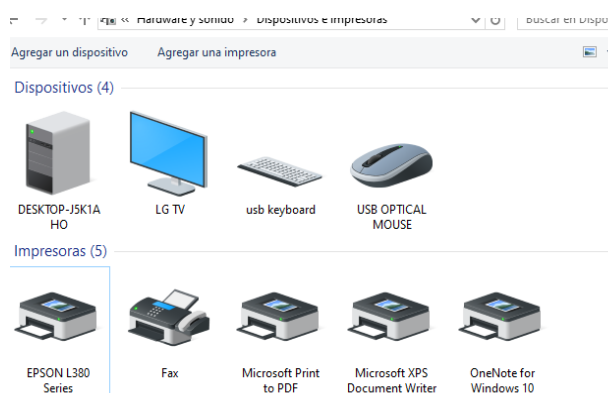 « Hardware y sonido > Dispositivos e impresoras
Buscar en Dispo
Agregar un dispositivo Agregar una impresora
Dispositivos (4)
DESKTOP-J5K1A
HO
LG TV
usb keyboard
USB OPTICAL
MOUSE
Impresoras (5)
EPSON L380
Series
Fax
Microsoft Print
to PDF
Microsoft XPS
Document Writer
OneNote for
Windows 10